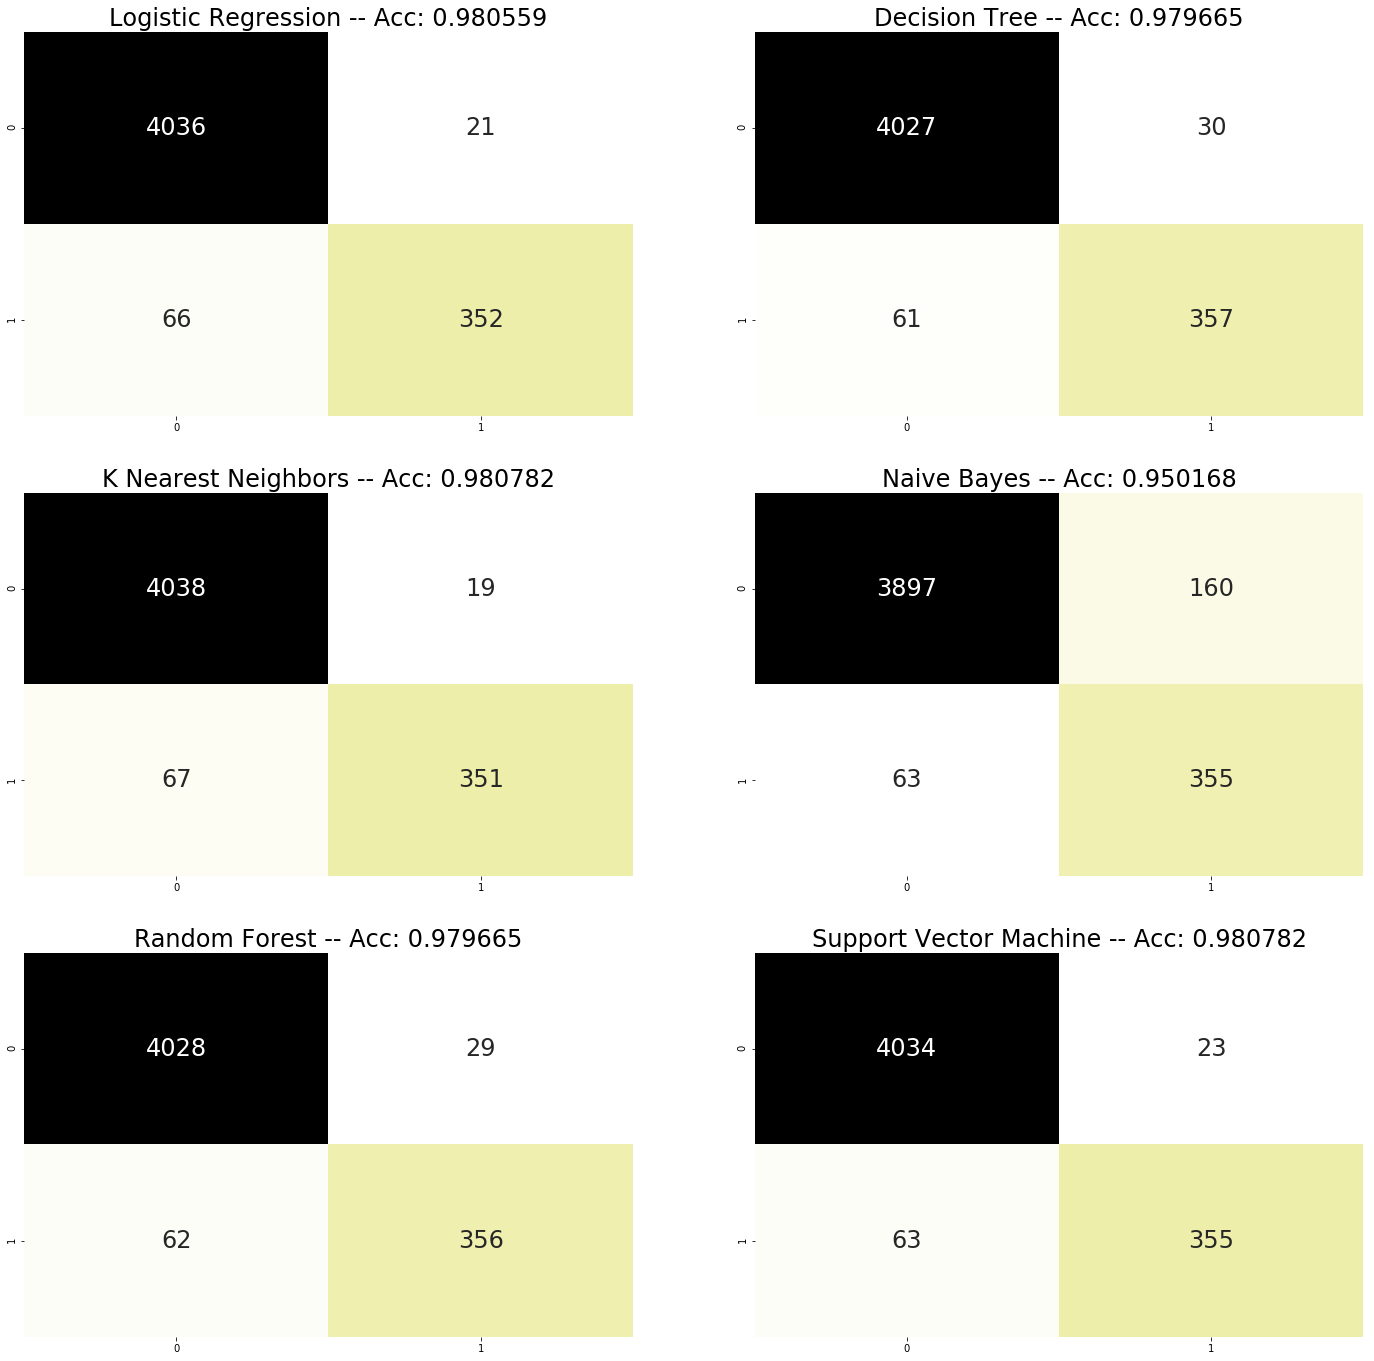 Logistic Regression -- Acc: 0.980559
0 4036 21
1 66 352
0 1
Decision Tree -- Acc: 0.979665
0 4027 30
1 61 357
0 1
K Nearest Neighbors -- Acc: 0.980782
0 4038 19
1 67 351
0 1
Naive Bayes -- Acc: 0.950168
0 3897 160
1 63 355
0 1
Random Forest -- Acc: 0.979665
0 4028 29
1 62 356
0 1
Support Vector Machine -- Acc: 0.980782
0 4034 23
1 63 355
0 1